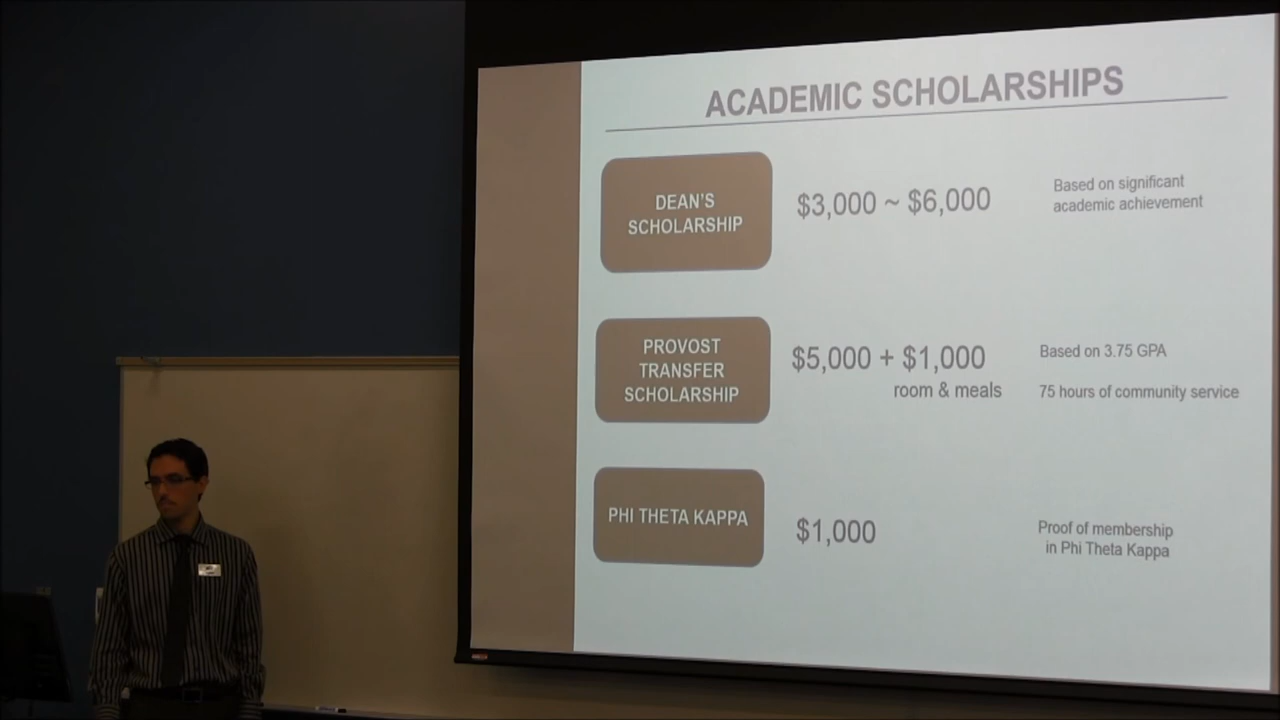 ACADEMIC SCHOLARSHIPS
DEAN'S
SCHOLARSHIP
$3,000 ~ $6,000
Based on significant
academic achievement
PROVOST
TRANSFER
SCHOLARSHIP
$5,000 + $1,000
room & meals
Based on 3.75 GPA
75 hours of community service
PHI THETA KAPPA
$1,000
Proof of membership
in Phi Theta Kappa